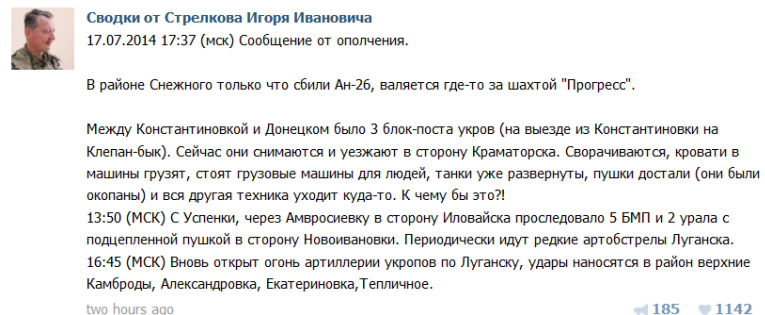 Сводки от Стрелкова Игоря Ивановича
17.07.2014 17:37 (мск) Сообщение от ополчения.
В районе Снежного только что сбили Ан-26, валяется где-то за шахтой "Прогресс".
Между Константиновкой и Донецком было 3 блок-поста укров (на выезде из Константиновки на
Клепан-бык). Сейчас они снимаются и уезжают в сторону Краматорска. Сворачиваются, кровати в
машины грузят, стоят грузовые машины для людей, танки уже развернуты, пушки достали (они были
окопаны) и вся другая техника уходит куда-то. К чему бы это?!
13:50 (МСК) С Успенки, через Амвросиевку в сторону Иловайска проследовало 5 БМП и 2 урала с
подцепленной пушкой в сторону Новоивановки. Периодически идут редкие артобстрелы Луганска.
16:45 (МСК) Вновь открыт огонь артиллерии укропов по Луганску, удары наносятся в район верхние
Камброды, Александровка, Екатериновка,Тепличное.
two hours ago 185 1142